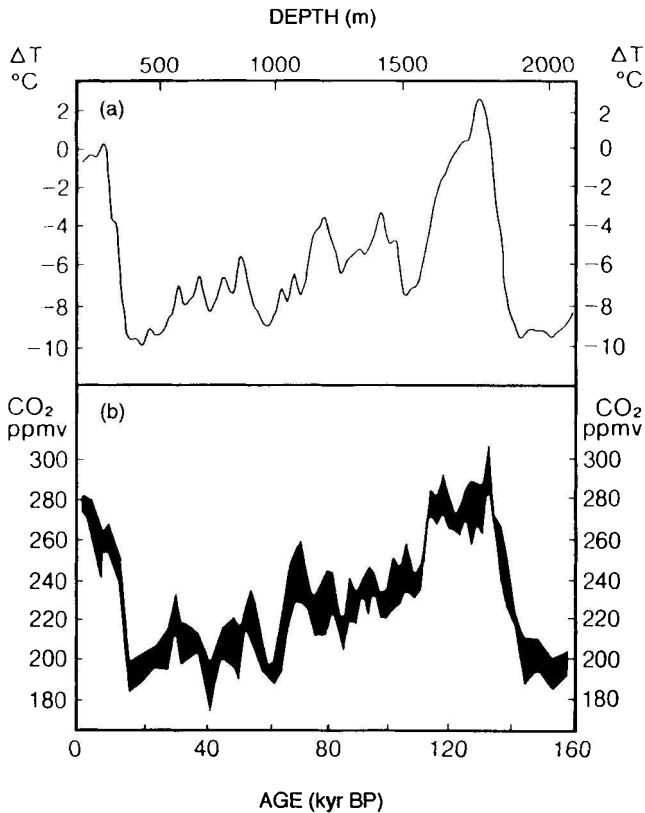 DEPTH (m)
ΔT °C 500 1000 1500 2000 ΔT °C
(a)
2 2
0 0
−2 −2
−4 −4
−6 −6
−8 −8
−10 −10
CO₂ ppmv (b) CO₂ ppmv
300 300
280 280
260 260
240 240
220 220
200 200
180 180
0 40 80 120 160
AGE (kyr BP)